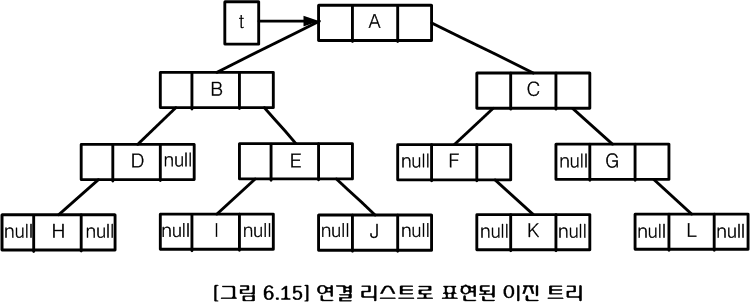 t A
B C
D null E null F null G
null H null null I null null J null null K null null L null
[그림 6.15] 연결 리스트로 표현된 이진 트리